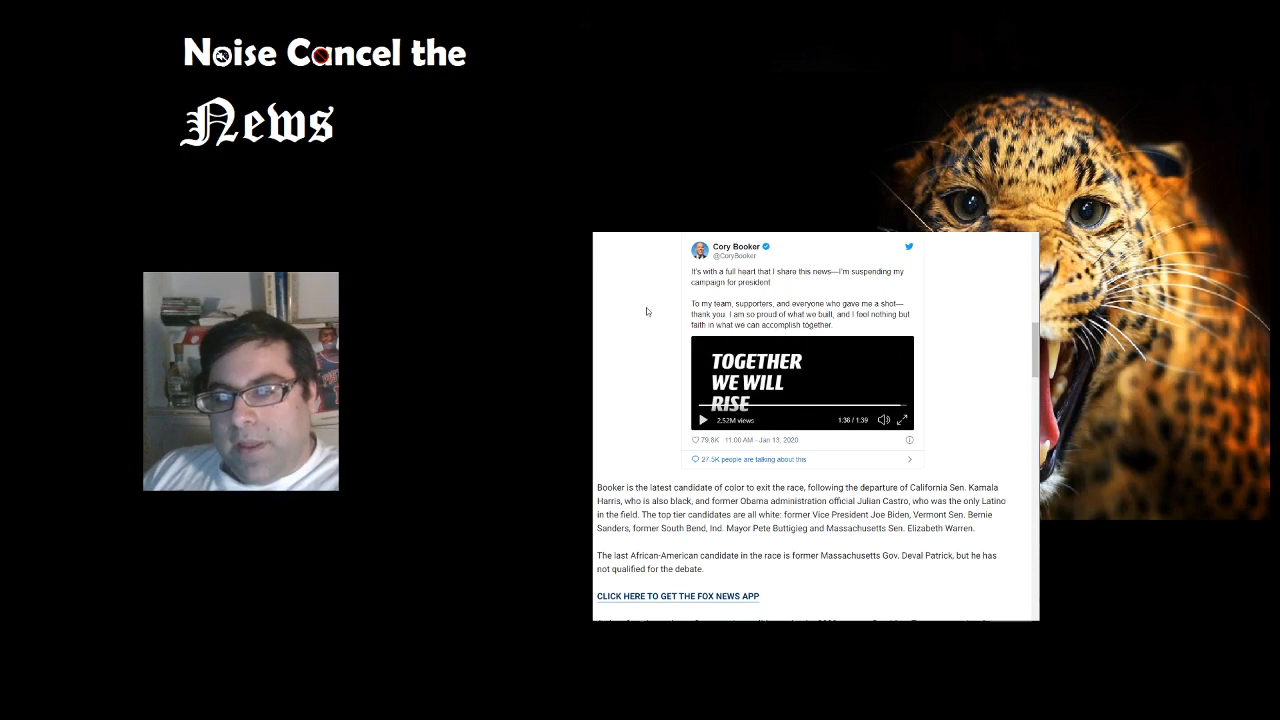 Noise Cancel the
News
Cory Booker
@CoryBooker
It's with a full heart that I share this news—I'm suspending my
campaign for president.
To my team, supporters, and everyone who gave me a shot—
thank you. I am so proud of what we built, and I feel nothing but
faith in what we can accomplish together.
TOGETHER
WE WILL
RISE
2.52M views
1:36 / 1:39
79.8K 11:00 AM - Jan 13, 2020
27.5K people are talking about this
Booker is the latest candidate of color to exit the race, following the departure of California Sen. Kamala
Harris, who is also black, and former Obama administration official Julian Castro, who was the only Latino
in the field. The top tier candidates are all white: former Vice President Joe Biden, Vermont Sen. Bernie
Sanders, former South Bend, Ind. Mayor Pete Buttigieg and Massachusetts Sen. Elizabeth Warren.
The last African-American candidate in the race is former Massachusetts Gov. Deval Patrick, but he has
not qualified for the debate.
CLICK HERE TO GET THE FOX NEWS APP